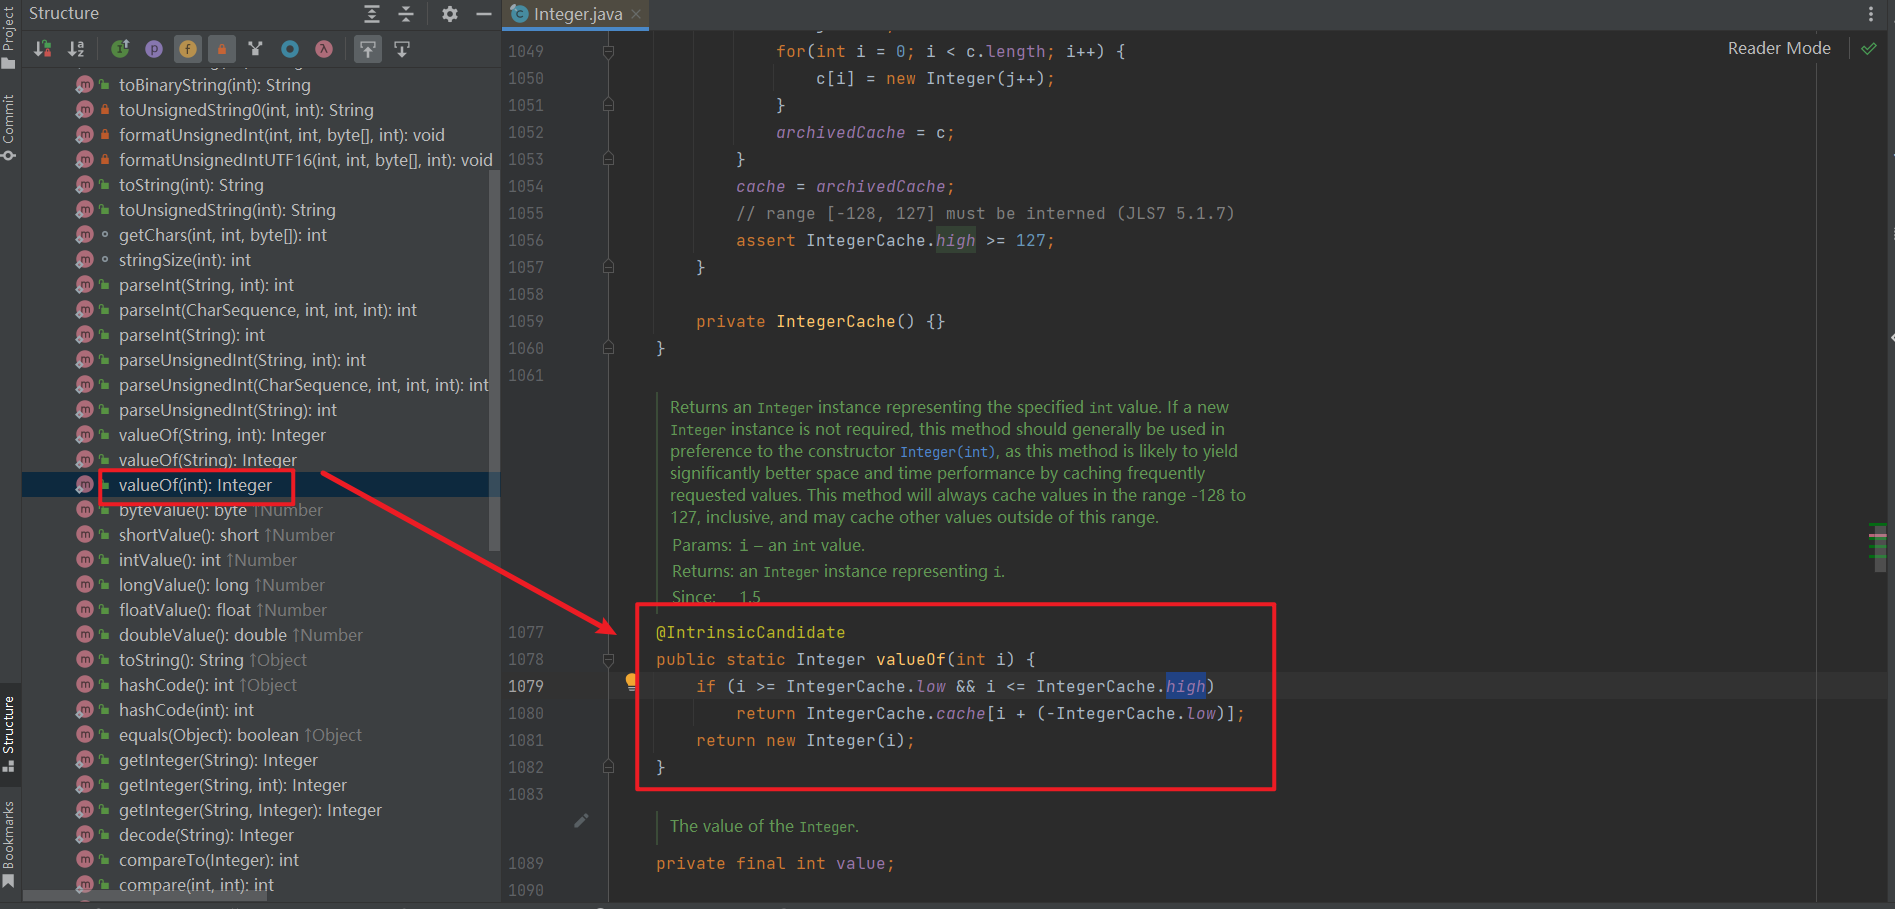 Structure
Integer.java
Project
Commit
Structure
Bookmarks
toBinaryString(int): String
toUnsignedString0(int, int): String
formatUnsignedInt(int, int, byte[], int): void
formatUnsignedIntUTF16(int, int, byte[], int): void
toString(int): String
toUnsignedString(int): String
getChars(int, int, byte[]): int
stringSize(int): int
parseInt(String, int): int
parseInt(CharSequence, int, int, int): int
parseInt(String): int
parseUnsignedInt(String, int): int
parseUnsignedInt(CharSequence, int, int, int): int
parseUnsignedInt(String): int
valueOf(String, int): Integer
valueOf(String): Integer
valueOf(int): Integer
byteValue(): byte ↑Number
shortValue(): short ↑Number
intValue(): int ↑Number
longValue(): long ↑Number
floatValue(): float ↑Number
doubleValue(): double ↑Number
toString(): String ↑Object
hashCode(): int ↑Object
hashCode(int): int
equals(Object): boolean ↑Object
getInteger(String): Integer
getInteger(String, int): Integer
getInteger(String, Integer): Integer
decode(String): Integer
compareTo(Integer): int
compare(int, int): int
Reader Mode
1049 for(int i = 0; i < c.length; i++) {
1050 c[i] = new Integer(j++);
1051 }
1052 archivedCache = c;
1053 }
1054 cache = archivedCache;
1055 // range [-128, 127] must be interned (JLS7 5.1.7)
1056 assert IntegerCache.high >= 127;
1057 }
1058
1059 private IntegerCache() {}
1060 }
1061
Returns an Integer instance representing the specified int value. If a new
Integer instance is not required, this method should generally be used in
preference to the constructor Integer(int), as this method is likely to yield
significantly better space and time performance by caching frequently
requested values. This method will always cache values in the range -128 to
127, inclusive, and may cache other values outside of this range.
Params: i – an int value.
Returns: an Integer instance representing i.
Since: 1.5
1077 @IntrinsicCandidate
1078 public static Integer valueOf(int i) {
1079 if (i >= IntegerCache.low && i <= IntegerCache.high)
1080 return IntegerCache.cache[i + (-IntegerCache.low)];
1081 return new Integer(i);
1082 }
1083
The value of the Integer.
1089 private final int value;
1090